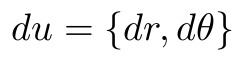 du = {dr, dθ}